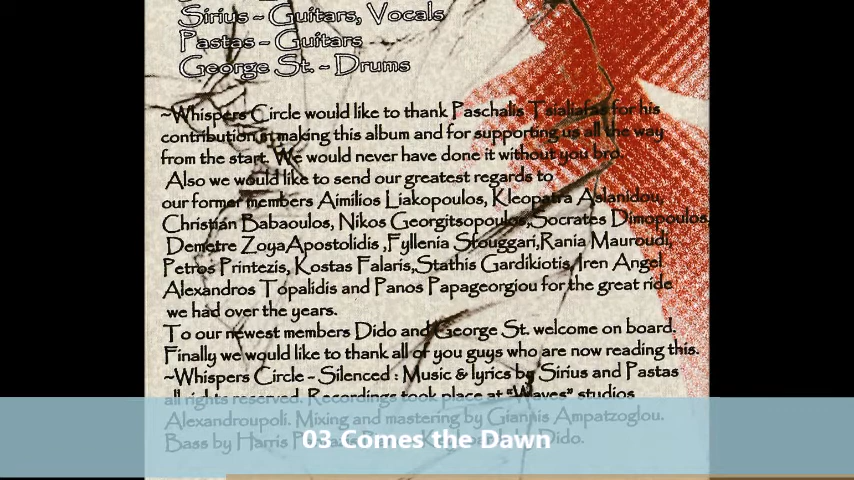 Sirius ~ Guitars, Vocals
Pastas ~ Guitars
George St. ~ Drums
~Whispers Circle would like to thank Paschalis Tsialiafas for his
contribution at making this album and for supporting us all the way
from the start. We would never have done it without you bro.
Also we would like to send our greatest regards to
our former members Aimilios Liakopoulos, Kleopatra Aslanidou,
Christian Babaoulos, Nikos Georgitsopoulos,Socrates Dimopoulos
Demetre ZoyaApostolidis ,Fyllenia Stouggari,Rania Mauroudi,
Petros Printezis, Kostas Falaris,Stathis Gardikiotis, Iren Angel
Alexandros Topalidis and Panos Papageorgiou for the great ride
we had over the years.
To our newest members Dido and George St. welcome on board.
Finally we would like to thank all of you guys who are now reading this.
~Whispers Circle - Silenced : Music & lyrics by Sirius and Pastas
all rights reserved. Recordings took place at "Waves" studios
Alexandroupoli. Mixing and mastering by Giannis Ampatzoglou.
Bass by Harris Dido.
03 Comes the Dawn